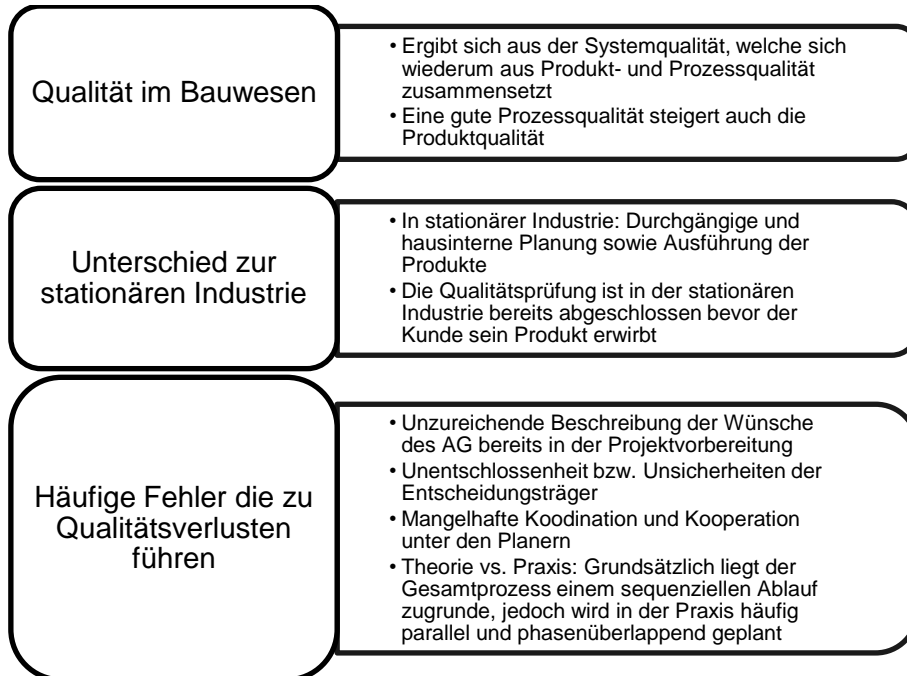 Qualität im Bauwesen
• Ergibt sich aus der Systemqualität, welche sich
wiederum aus Produkt- und Prozessqualität
zusammensetzt
• Eine gute Prozessqualität steigert auch die
Produktqualität
Unterschied zur
stationären Industrie
• In stationärer Industrie: Durchgängige und
hausinterne Planung sowie Ausführung der
Produkte
• Die Qualitätsprüfung ist in der stationären
Industrie bereits abgeschlossen bevor der
Kunde sein Produkt erwirbt
Häufige Fehler die zu
Qualitätsverlusten
führen
• Unzureichende Beschreibung der Wünsche
des AG bereits in der Projektvorbereitung
• Unentschlossenheit bzw. Unsicherheiten der
Entscheidungsträger
• Mangelhafte Koodination und Kooperation
unter den Planern
• Theorie vs. Praxis: Grundsätzlich liegt der
Gesamtprozess einem sequenziellen Ablauf
zugrunde, jedoch wird in der Praxis häufig
parallel und phasenüberlappend geplant